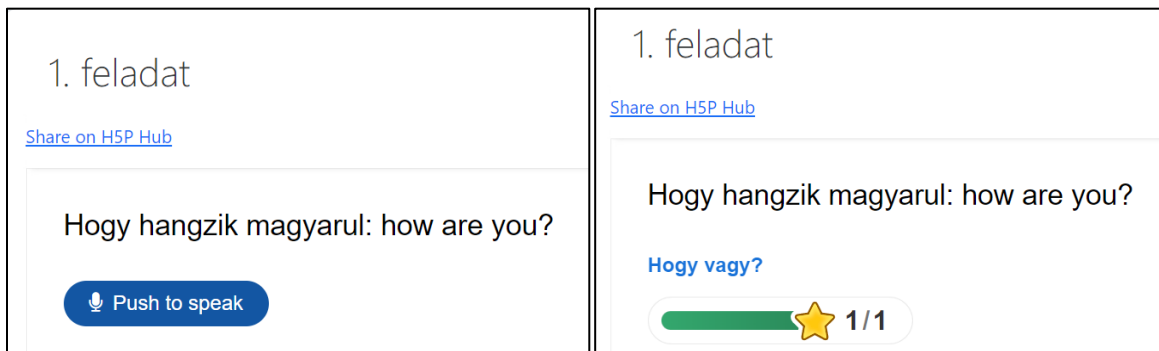 1. feladat
Share on H5P Hub
Hogy hangzik magyarul: how are you?
Push to speak
1. feladat
Share on H5P Hub
Hogy hangzik magyarul: how are you?
Hogy vagy?
1/1